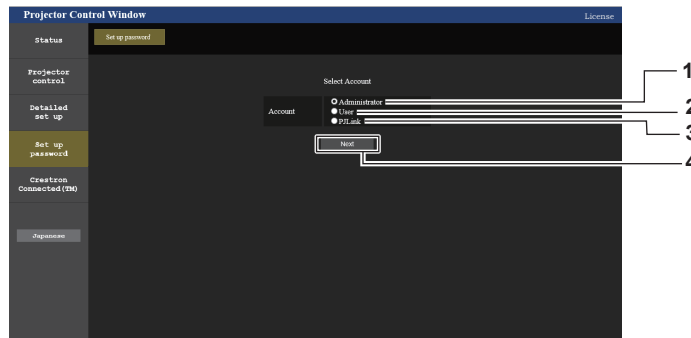 Projector Control Window
License
Status
Set up password
Projector
control
Detailed
set up
Set up
password
Crestron
Connected(TM)
Japanese
Select Account
Account
Administrator
User
PJLink
Next
1
2
3
4